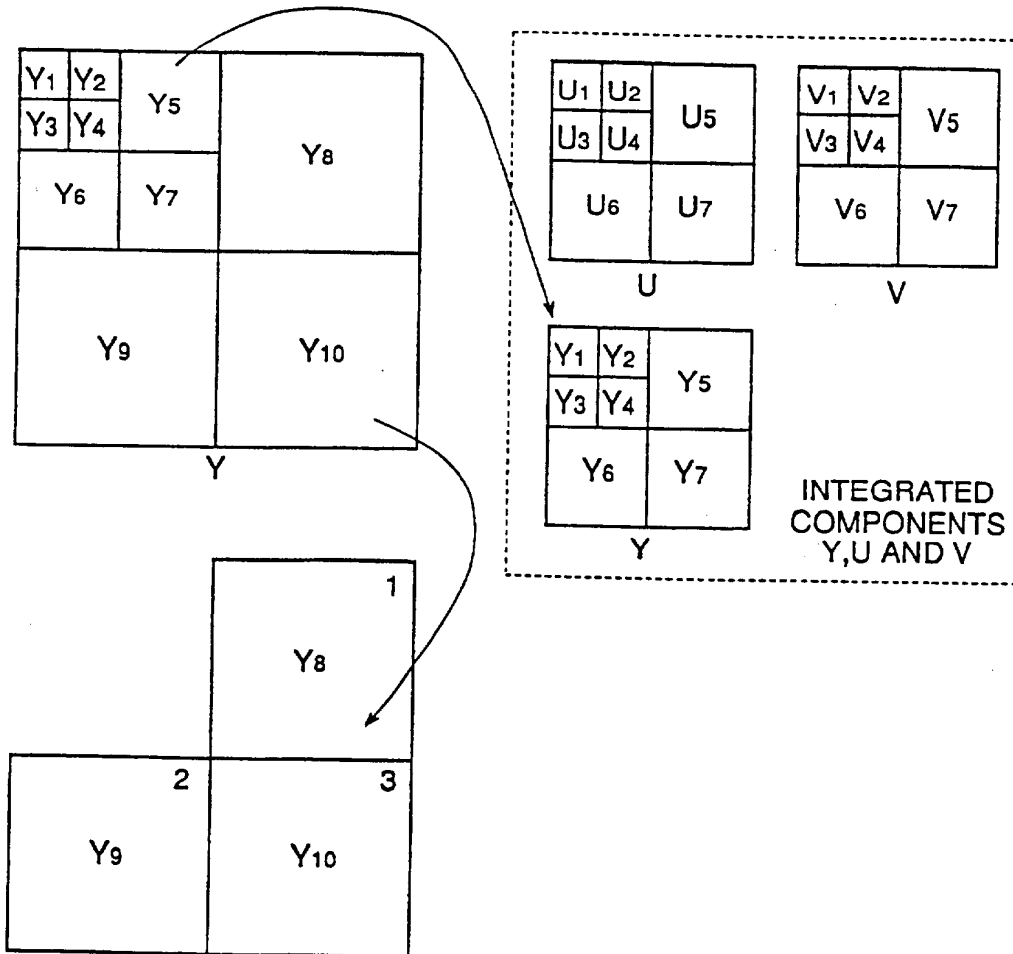 Y1 Y2
Y3 Y4
Y5
Y6
Y7
Y8
Y9
Y10
Y
U1 U2
U3 U4
U5
U6
U7
U
V1 V2
V3 V4
V5
V6
V7
V
Y1 Y2
Y3 Y4
Y5
Y6
Y7
Y
INTEGRATED
COMPONENTS
Y,U AND V
1
Y8
2
Y9
3
Y10